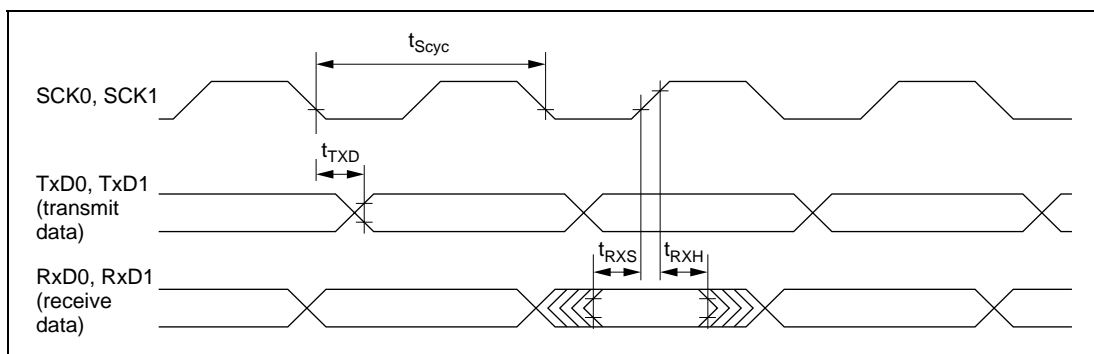 tScyc
SCK0, SCK1
tTXD
TxD0, TxD1
(transmit
data)
tRXS
tRXH
RxD0, RxD1
(receive
data)